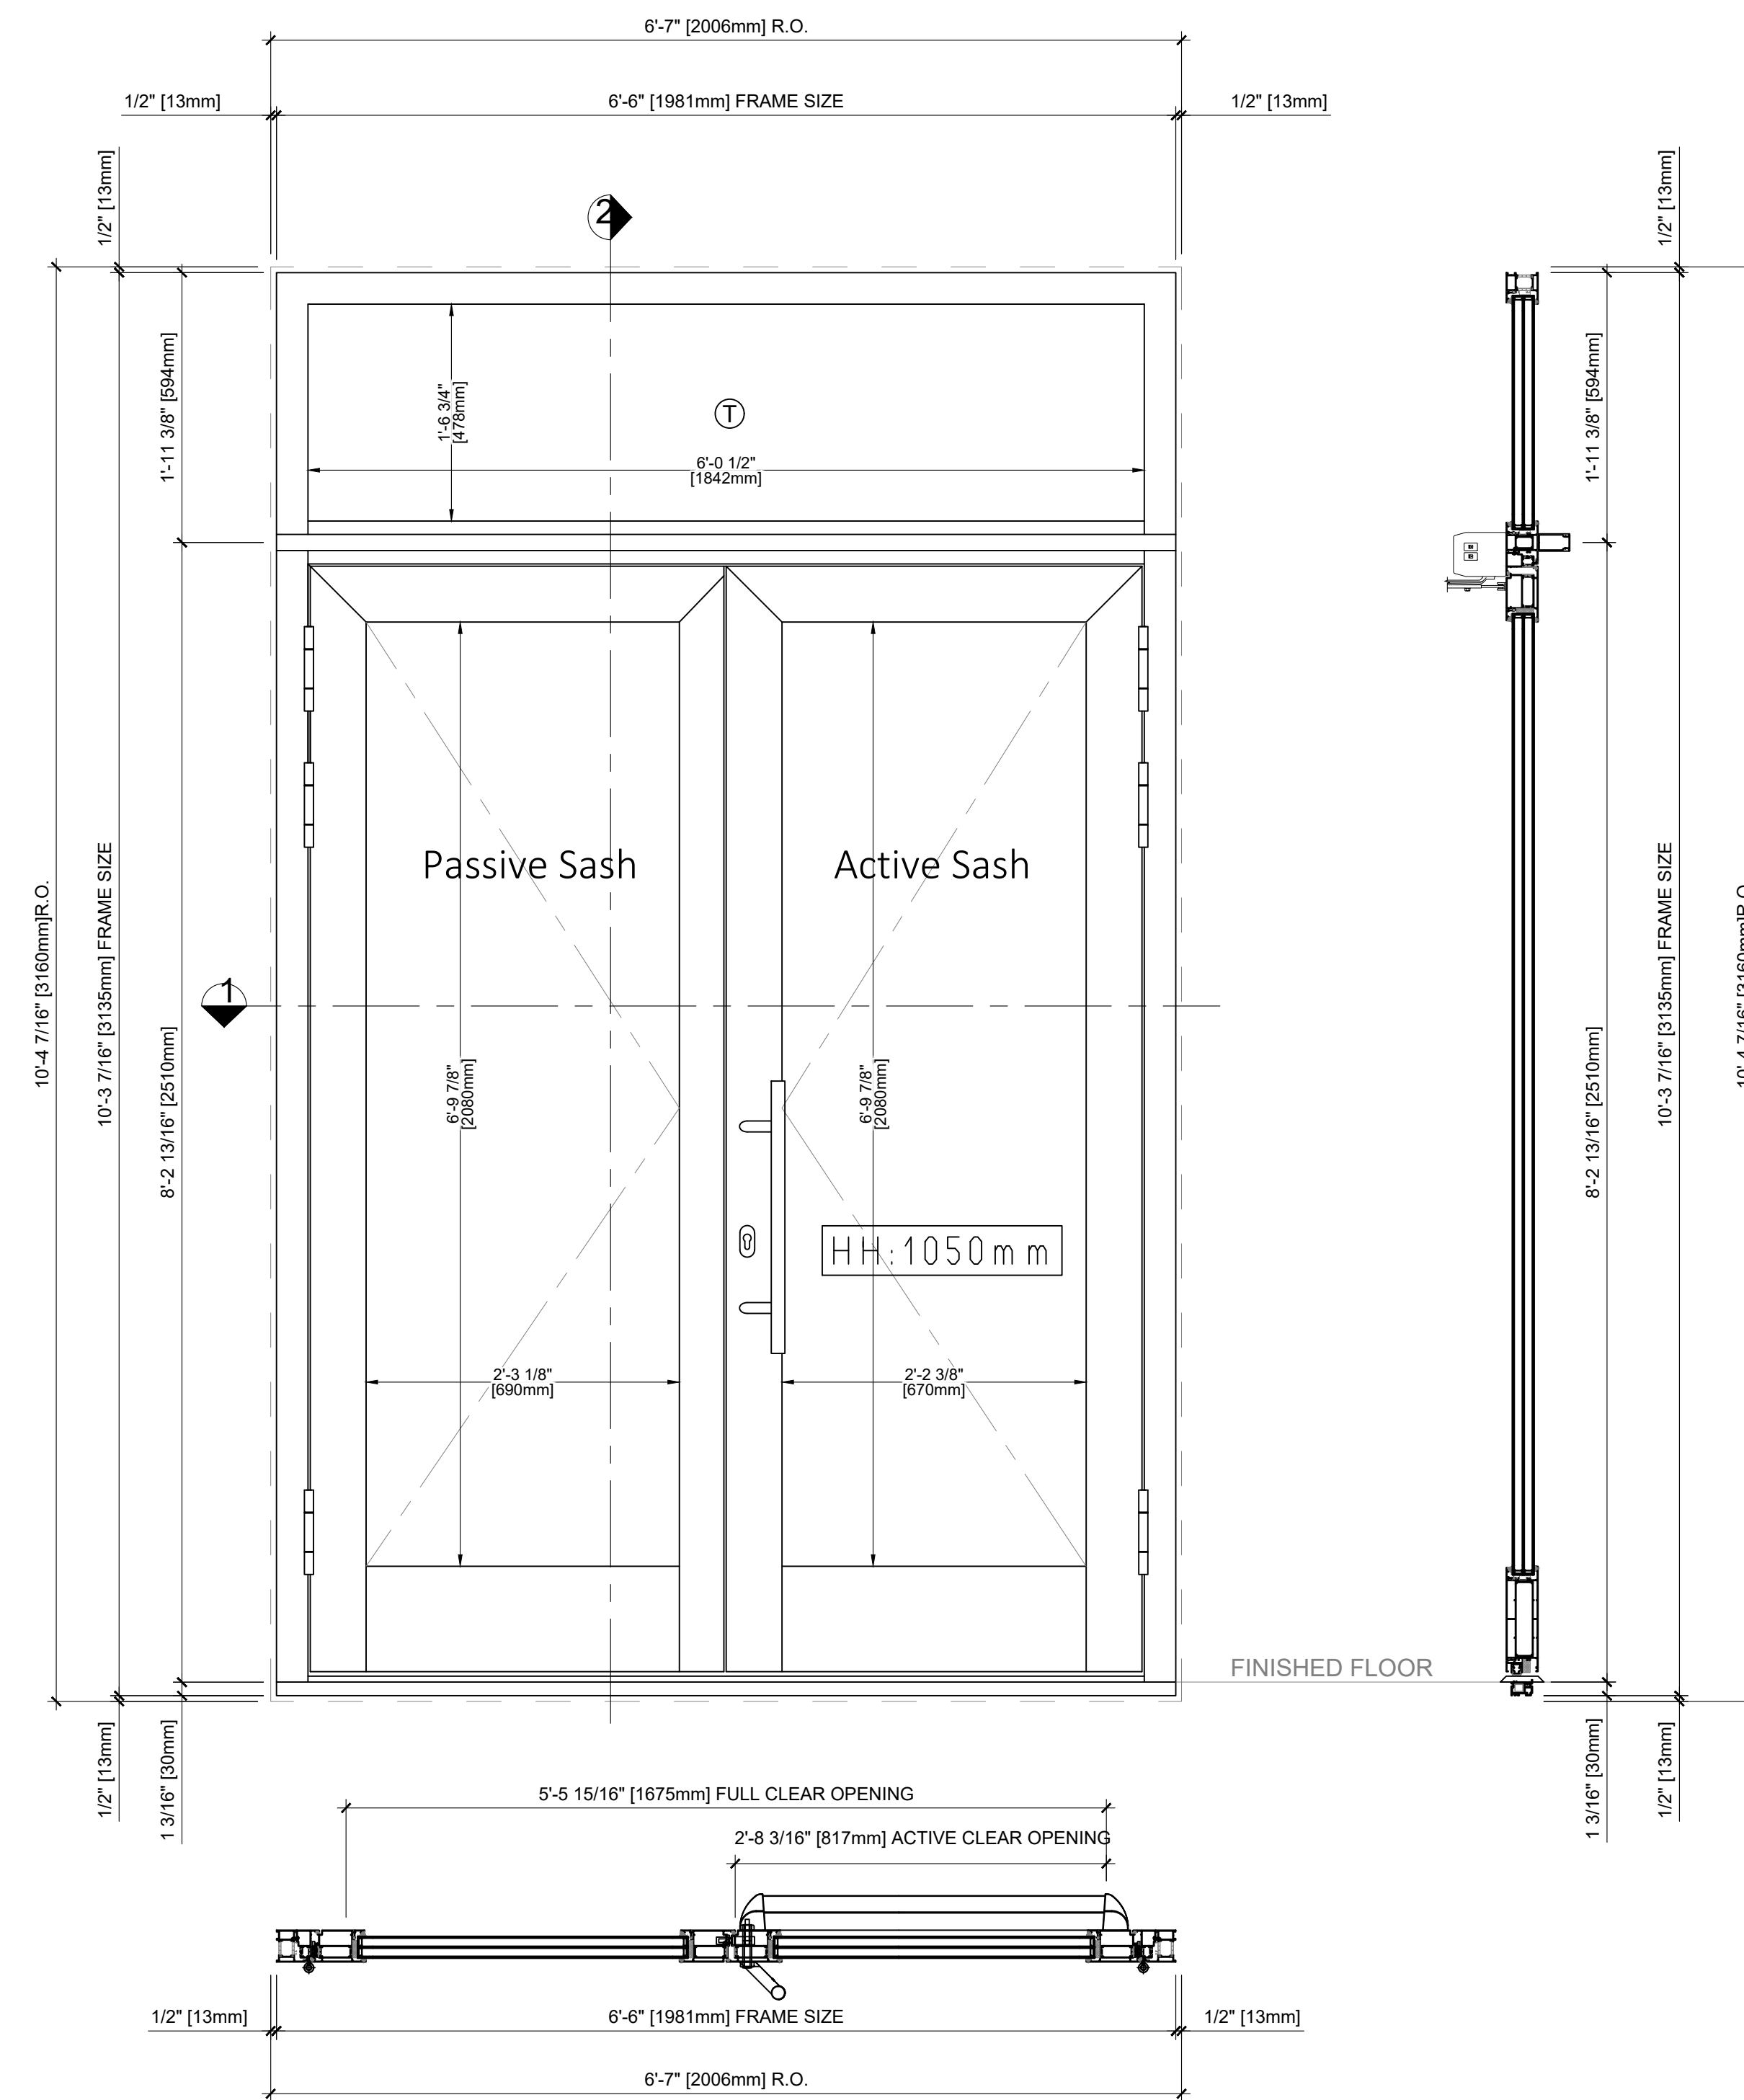 6'-7" [2006mm] R.O.
1/2" [13mm]
6'-6" [1981mm] FRAME SIZE
1/2" [13mm]
1/2" [13mm]
1/2" [13mm]
2
1'-11 3/8" [594mm]
1'-6 3/4"
[478mm]
T
6'-0 1/2"
[1842mm]
1'-11 3/8" [594mm]
Passive Sash
Active Sash
10'-4 7/16" [3160mm]R.O.
10'-3 7/16" [3135mm] FRAME SIZE
8'-2 13/16" [2510mm]
1
6'-9 7/8"
[2080mm]
6'-9 7/8"
[2080mm]
8'-2 13/16" [2510mm]
10'-3 7/16" [3135mm] FRAME SIZE
10'-4 7/16" [3160mm]R.O.
HH:1050mm
2'-3 1/8"
[690mm]
2'-2 3/8"
[670mm]
FINISHED FLOOR
1/2" [13mm]
1 3/16" [30mm]
1 3/16" [30mm]
1/2" [13mm]
5'-5 15/16" [1675mm] FULL CLEAR OPENING
2'-8 3/16" [817mm] ACTIVE CLEAR OPENING
1/2" [13mm]
6'-6" [1981mm] FRAME SIZE
1/2" [13mm]
6'-7" [2006mm] R.O.